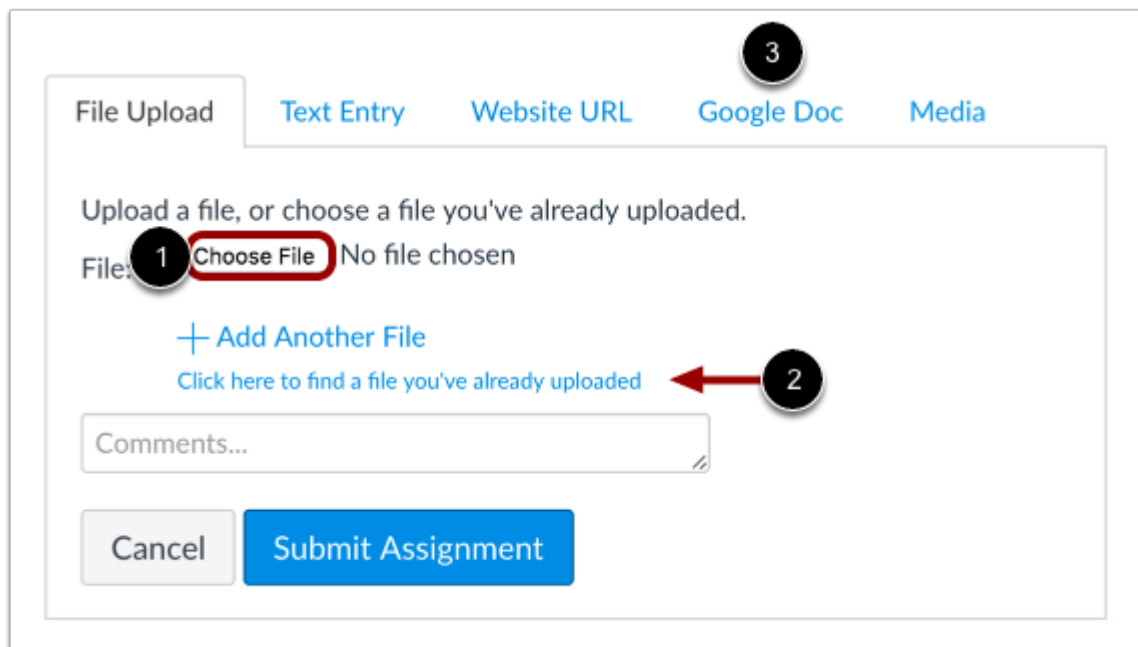 3
File Upload Text Entry Website URL Google Doc Media
Upload a file, or choose a file you've already uploaded.
File: 1 Choose File No file chosen
+ Add Another File
Click here to find a file you've already uploaded 2
Comments...
Cancel Submit Assignment